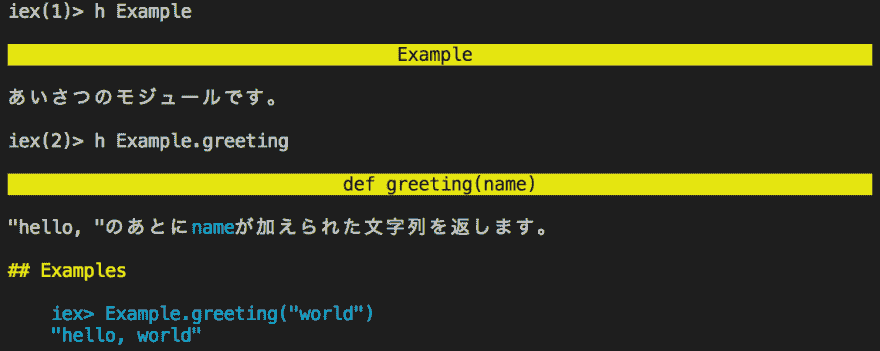 iex(1)> h Example
Example
あいさつのモジュールです。
iex(2)> h Example.greeting
def greeting(name)
"hello, "のあとにnameが加えられた文字列を返します。
## Examples
iex> Example.greeting("world")
"hello, world"